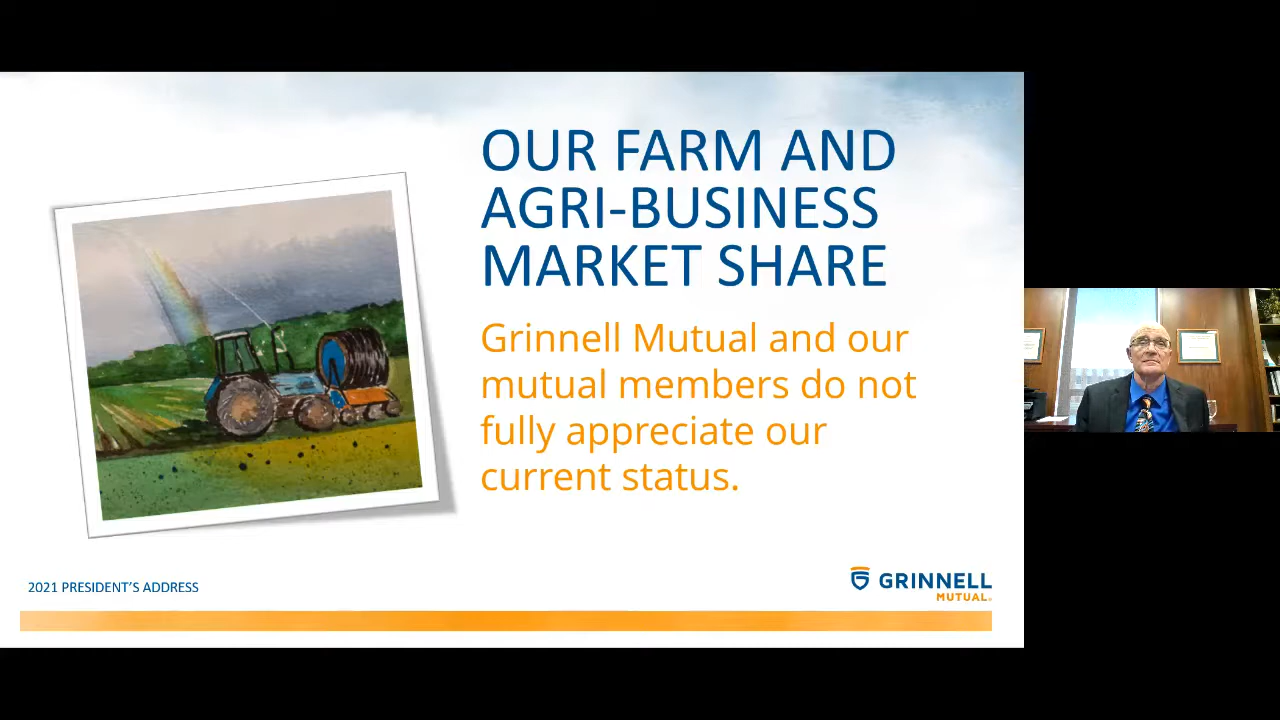 OUR FARM AND
AGRI-BUSINESS
MARKET SHARE
Grinnell Mutual and our
mutual members do not
fully appreciate our
current status.
2021 PRESIDENT'S ADDRESS
GRINNELL
MUTUAL®